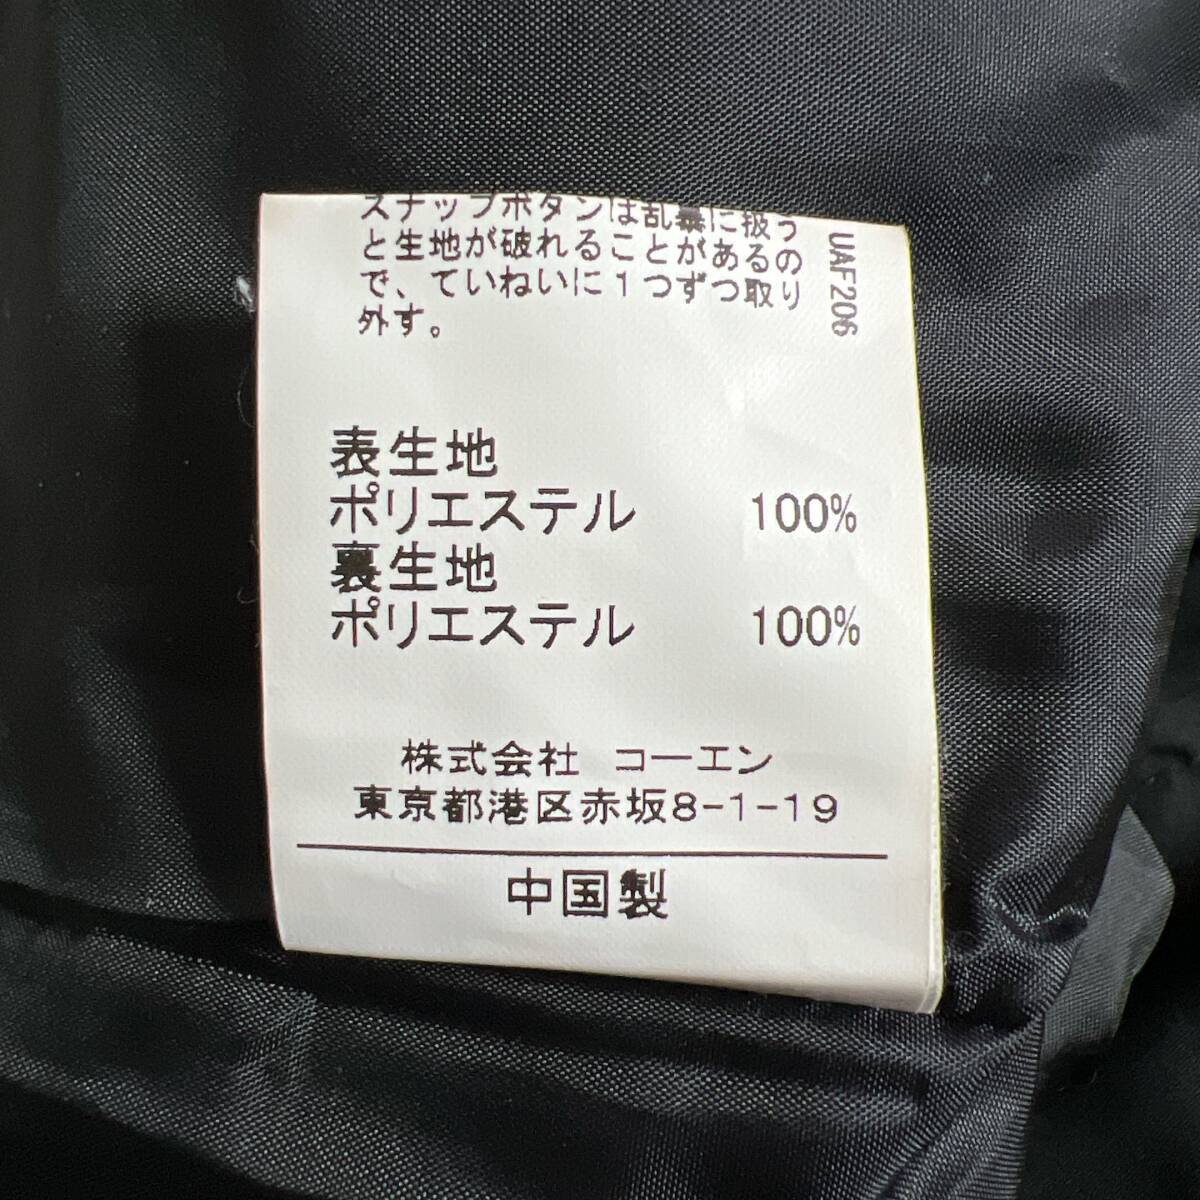 スナップボタンは乱暴に扱う
と生地が破れることがあるの
で、ていねいに1つずつ取り
外す。
UAF206
表生地
ポリエステル 100%
裏生地
ポリエステル 100%
株式会社 コーエン
東京都港区赤坂8-1-19
中国製